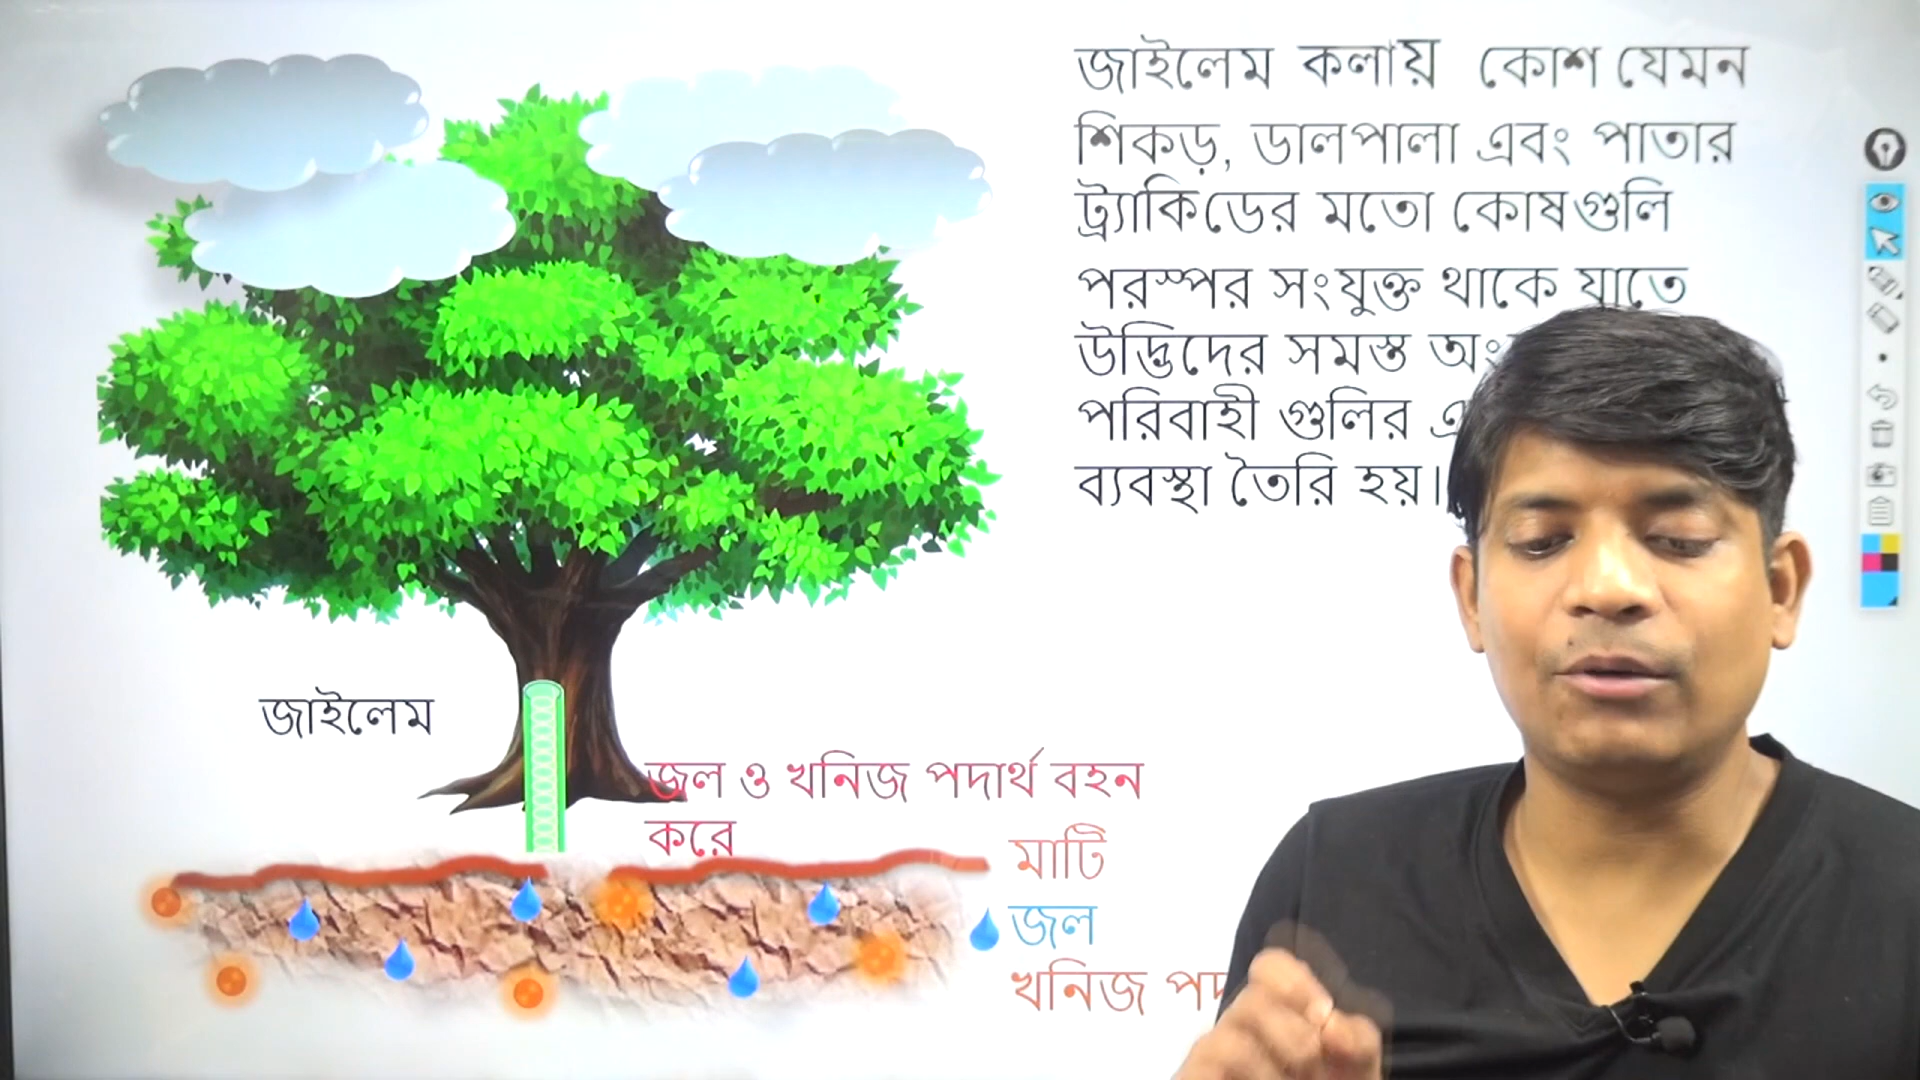 জাইলেম কলায় কোশ যেমন
শিকড়, ডালপালা এবং পাতার
ট্র্যাকিডের মতো কোষগুলি
পরস্পর সংযুক্ত থাকে যাতে
উদ্ভিদের সমস্ত
পরিবাহী গুলির
ব্যবস্থা তৈরি হয়।
জাইলেম
জল ও খনিজ পদার্থ বহন
করে
মাটি
জল
খনিজ